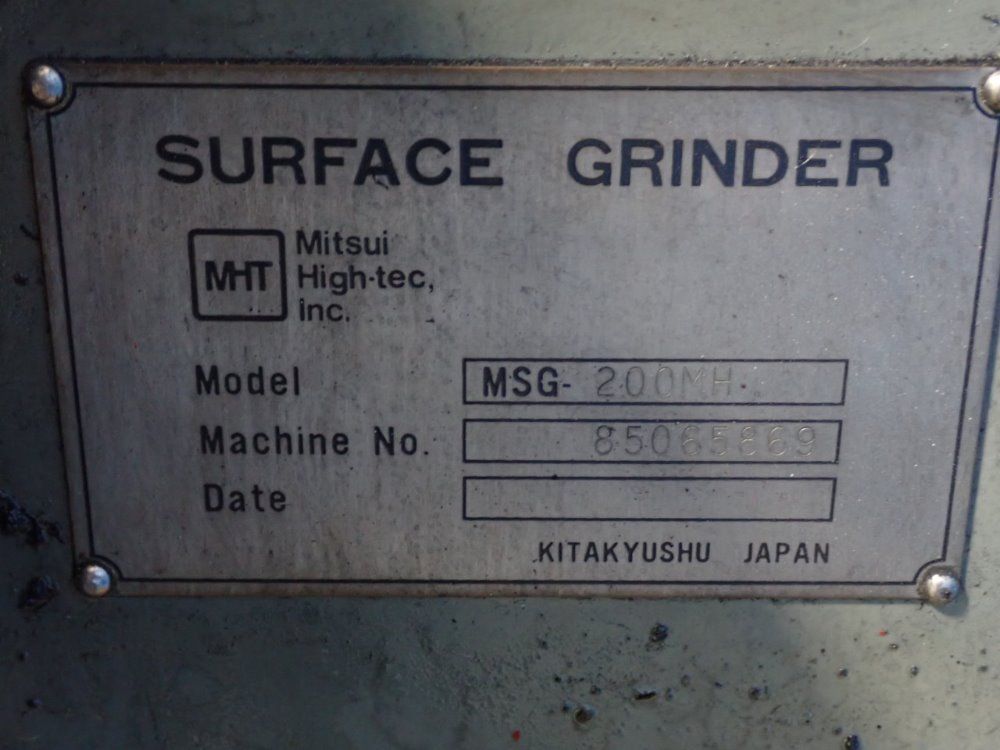 SURFACE GRINDER
MHT
Mitsui
High-tec,
Inc.
Model MSG- 200MH
Machine No. 85065869
Date
KITAKYUSHU JAPAN